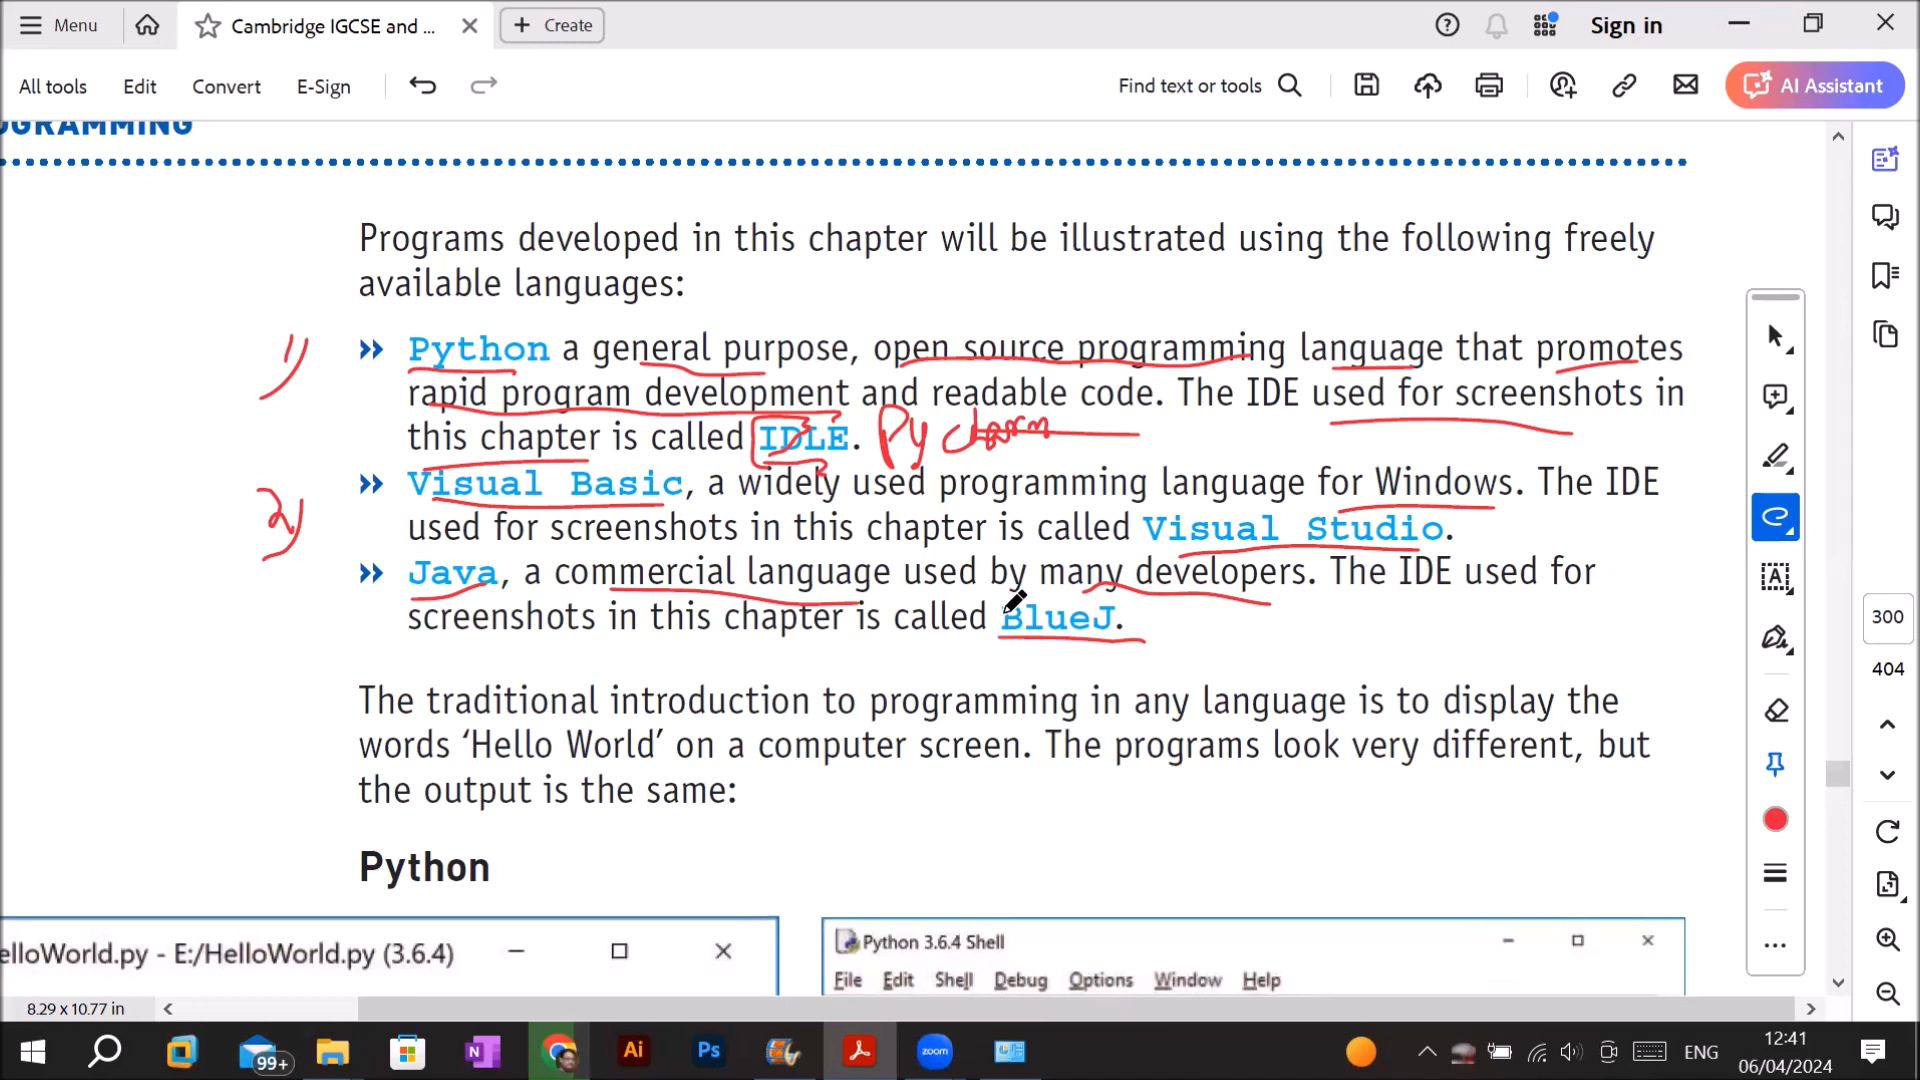 Menu
Cambridge IGCSE and ...
Create
Sign in
All tools
Edit
Convert
E-Sign
Find text or tools
AI Assistant
OGRAMMING
Programs developed in this chapter will be illustrated using the following freely
available languages:
1)
» Python a general purpose, open source programming language that promotes
rapid program development and readable code. The IDE used for screenshots in
this chapter is called IDLE. Py charm
2)
» Visual Basic, a widely used programming language for Windows. The IDE
used for screenshots in this chapter is called Visual Studio.
» Java, a commercial language used by many developers. The IDE used for
screenshots in this chapter is called BlueJ.
The traditional introduction to programming in any language is to display the
words ‘Hello World’ on a computer screen. The programs look very different, but
the output is the same:
Python
elloWorld.py - E:/HelloWorld.py (3.6.4)
Python 3.6.4 Shell
File Edit Shell Debug Options Window Help
300
404
8.29 x 10.77 in
99+
Ai
Ps
zoom
ENG
12:41
06/04/2024